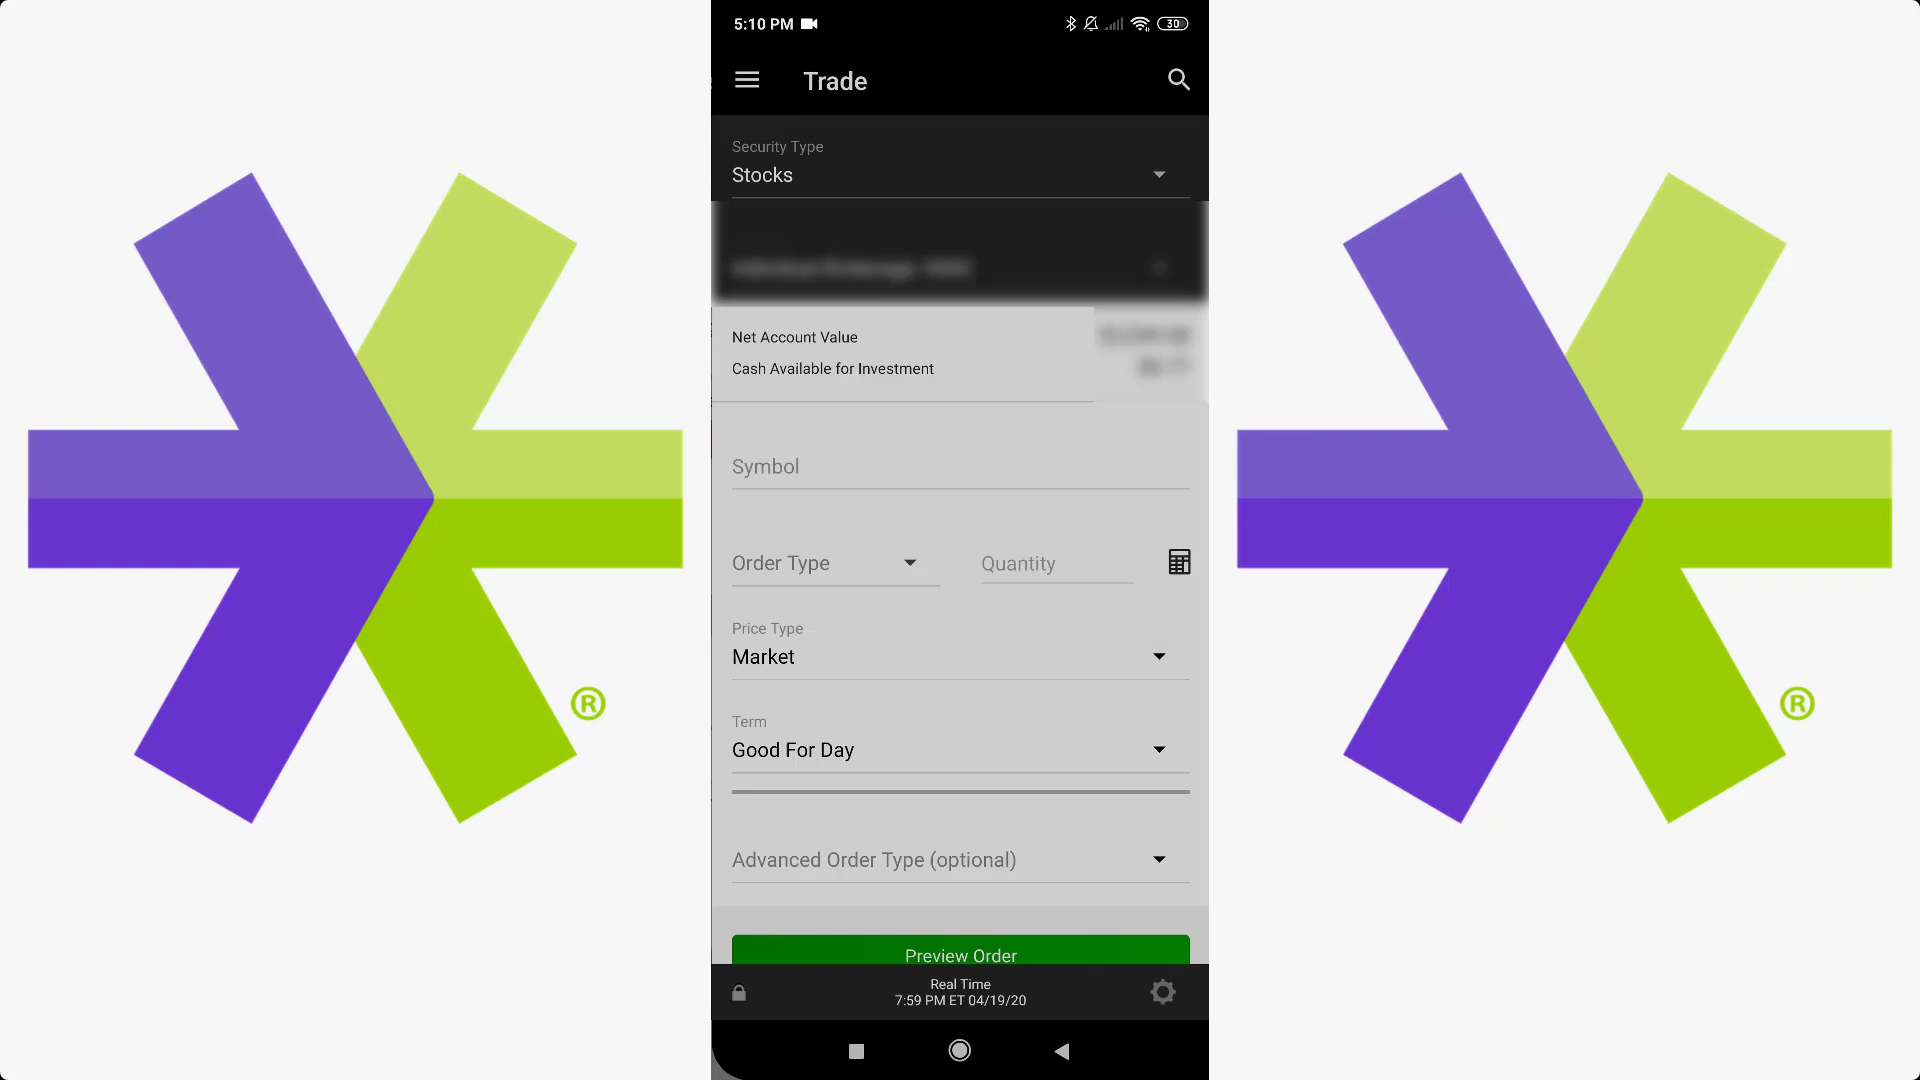 5:10 PM
30
Trade
Security Type
Stocks
Net Account Value
Cash Available for Investment
Symbol
Order Type
Quantity
Price Type
Market
Term
Good For Day
Advanced Order Type (optional)
Preview Order
Real Time
7:59 PM ET 04/19/20
®
®